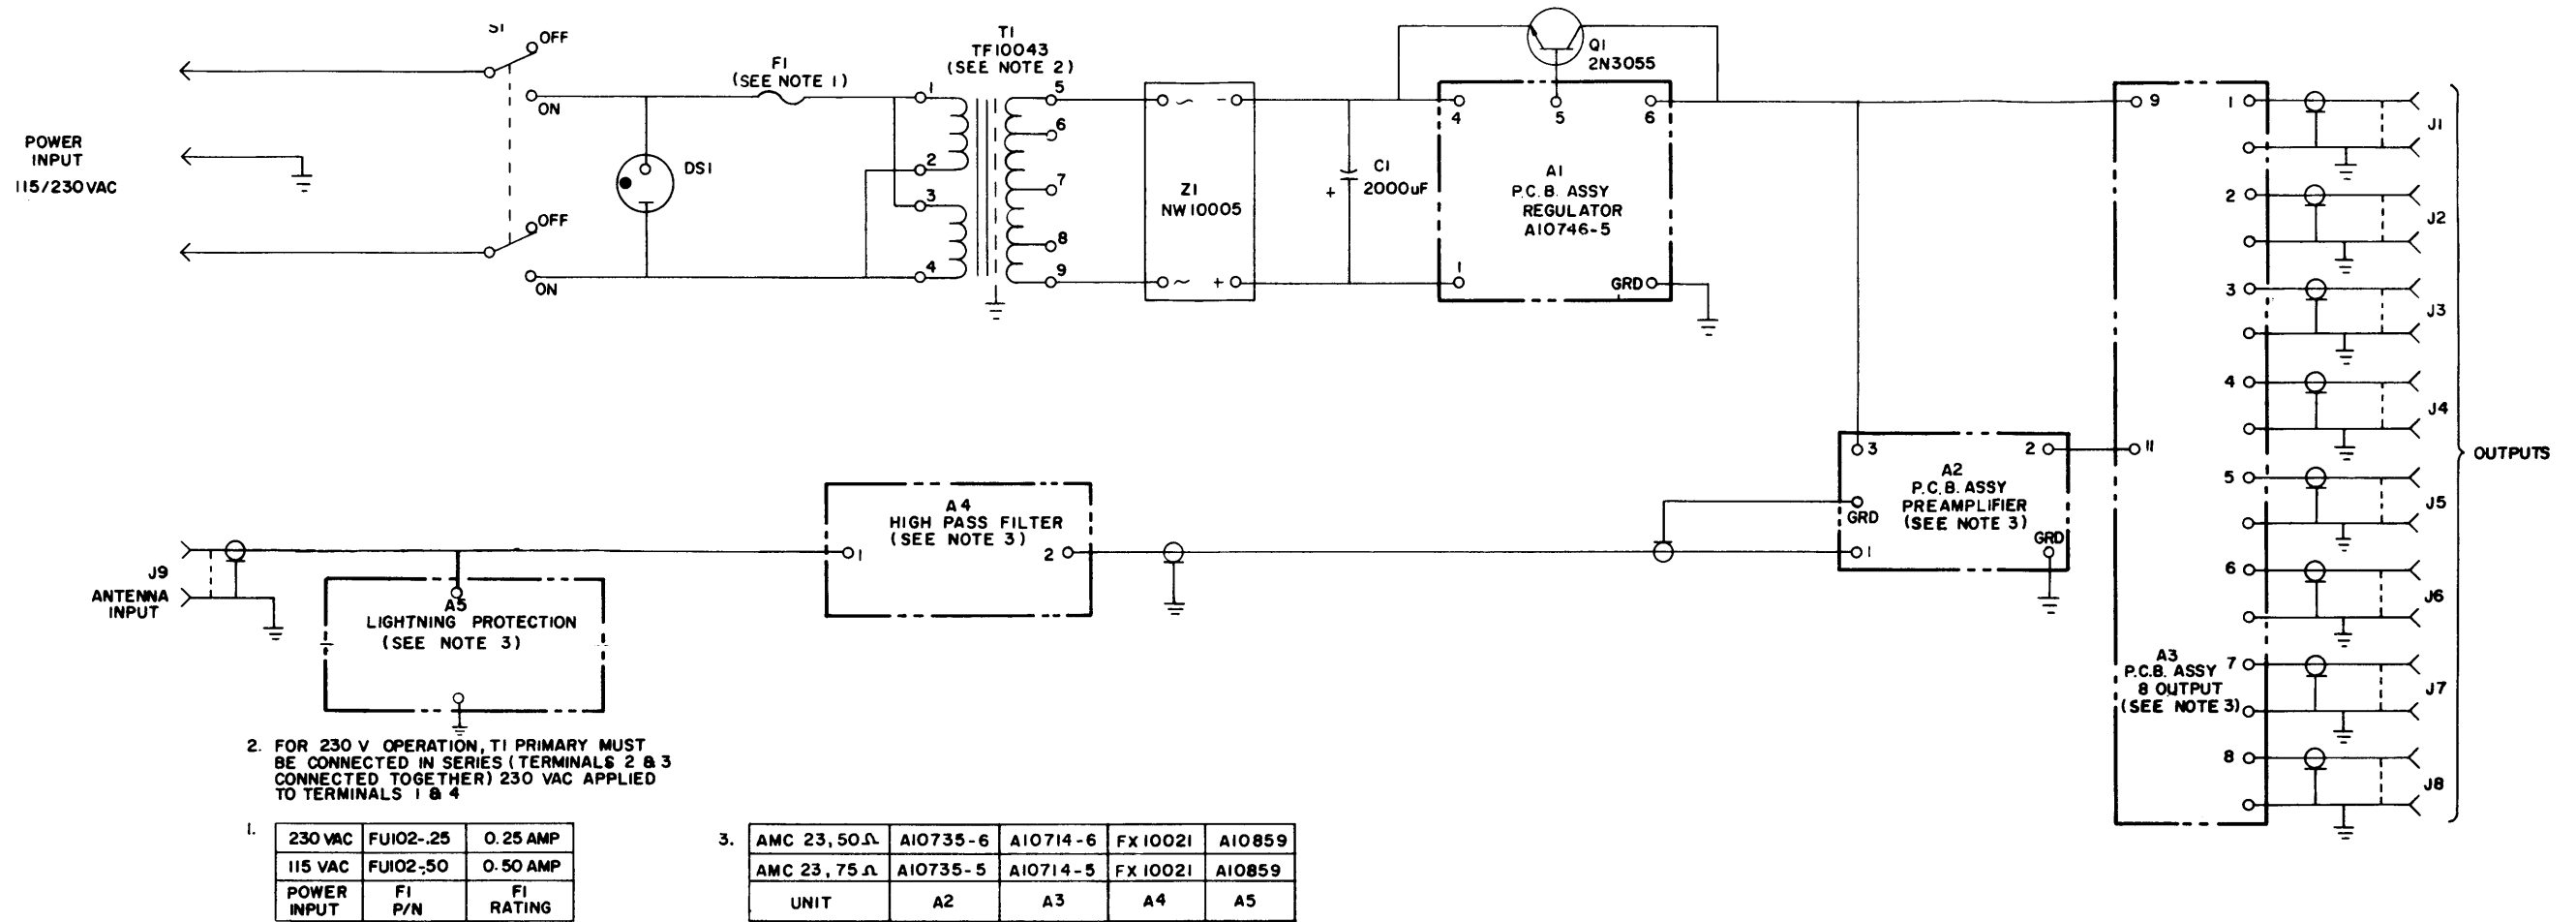 S1
OFF
ON
OFF
ON
POWER
INPUT
115/230VAC
DS1
F1
(SEE NOTE 1)
T1
TF10043
(SEE NOTE 2)
1
2
3
4
5
6
7
8
9
~ -
Z1
NW10005
~ +
C1
+ 2000uF
Q1
2N3055
4 5 6
A1
P.C.B. ASSY
REGULATOR
A10746-5
1 GRD
9
11
A3
P.C.B. ASSY
8 OUTPUT
(SEE NOTE 3)
1 J1
2 J2
3 J3
4 J4
5 J5
6 J6
7 J7
8 J8
OUTPUTS
3 2
A2
P.C.B. ASSY
PREAMPLIFIER
(SEE NOTE 3)
GRD
GRD
1
A4
HIGH PASS FILTER
(SEE NOTE 3)
1 2
J9
ANTENNA
INPUT
A5
LIGHTNING PROTECTION
(SEE NOTE 3)
2. FOR 230 V OPERATION, T1 PRIMARY MUST
BE CONNECTED IN SERIES (TERMINALS 2 & 3
CONNECTED TOGETHER) 230 VAC APPLIED
TO TERMINALS 1 & 4
1.
230 VAC FU102-.25 0.25 AMP
115 VAC FU102-.50 0.50 AMP
POWER INPUT F1 P/N F1 RATING
3.
AMC 23, 50Ω A10735-6 A10714-6 FX10021 A10859
AMC 23, 75Ω A10735-5 A10714-5 FX10021 A10859
UNIT A2 A3 A4 A5